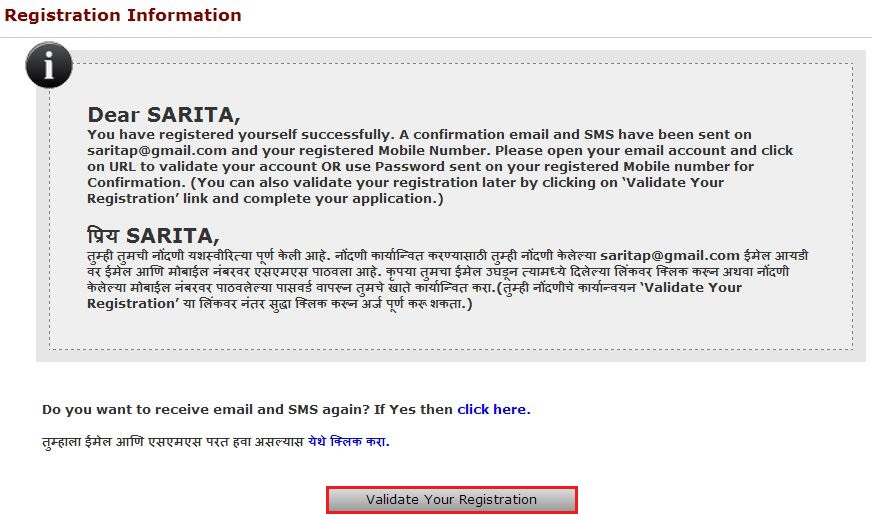 Registration Information
i
Dear SARITA,
You have registered yourself successfully. A confirmation email and SMS have been sent on
saritap@gmail.com and your registered Mobile Number. Please open your email account and click
on URL to validate your account OR use Password sent on your registered Mobile number for
Confirmation. (You can also validate your registration later by clicking on ‘Validate Your
Registration’ link and complete your application.)
प्रिय SARITA,
तुम्ही तुमची नोंदणी यशस्वीरित्या पूर्ण केली आहे. नोंदणी कार्यान्वित करण्यासाठी तुम्ही नोंदणी केलेल्या saritap@gmail.com ईमेल आयडी
वर ईमेल आणि मोबाईल नंबरवर एसएमएस पाठवला आहे. कृपया तुमचा ईमेल उघडून त्यामध्ये दिलेल्या लिंकवर क्लिक करून अथवा नोंदणी
केलेल्या मोबाईल नंबरवर पाठवलेल्या पासवर्ड वापरून तुमचे खाते कार्यान्वित करा.(तुम्ही नोंदणीचे कार्यान्वयन ‘Validate Your
Registration’ या लिंकवर नंतर सुद्धा क्लिक करून अर्ज पूर्ण करू शकता.)
Do you want to receive email and SMS again? If Yes then click here.
तुम्हाला ईमेल आणि एसएमएस परत हवा असल्यास येथे क्लिक करा.
Validate Your Registration